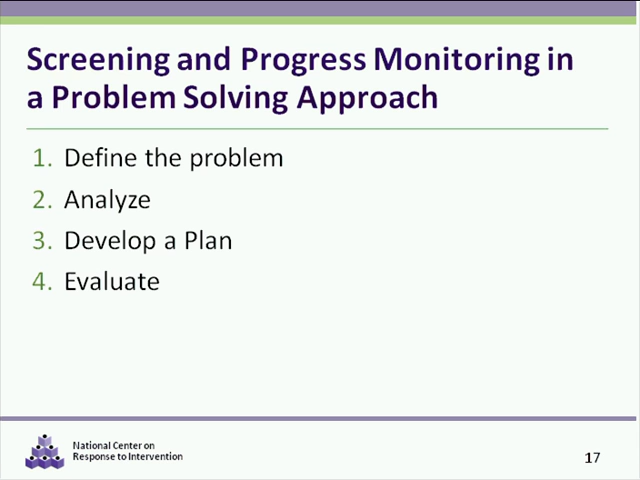 Screening and Progress Monitoring in
a Problem Solving Approach
1. Define the problem
2. Analyze
3. Develop a Plan
4. Evaluate
National Center on
Response to Intervention
17